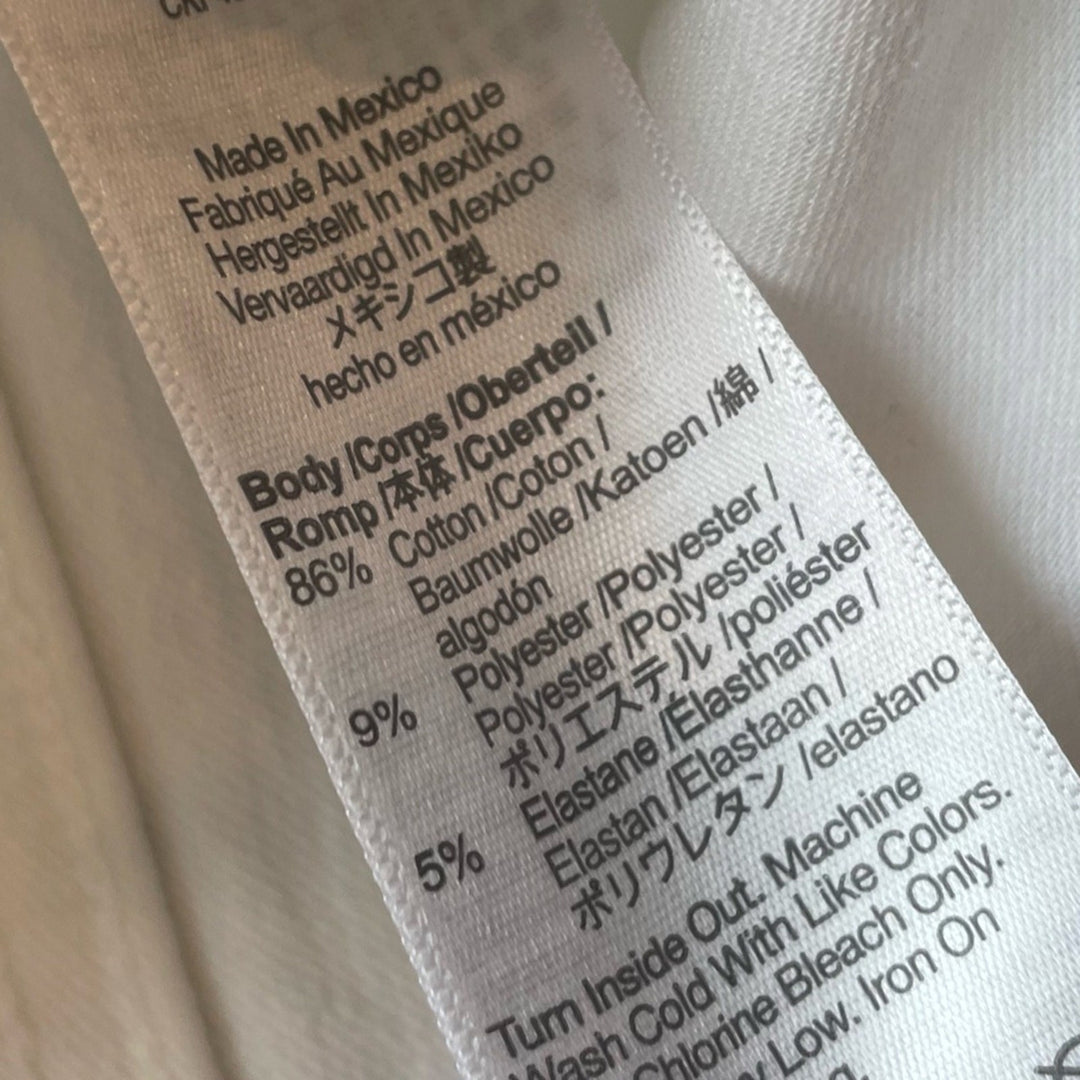 Made In Mexico
Fabriqué Au Mexique
Hergestellt In Mexiko
Vervaardigd In Mexico
メキシコ製
hecho en méxico
Body /Corps /Oberteil /
Romp /本体 /Cuerpo:
86% Cotton /Coton /
Baumwolle /Katoen /綿 /
algodón
9% Polyester /Polyester /
Polyester /Polyester /
ポリエステル /poliéster
5% Elastane /Élasthanne /
Elastan /Elastaan /
ポリウレタン /elastano
Turn Inside Out. Machine
Wash Cold With Like Colors.
Chlorine Bleach Only.
Low. Iron On